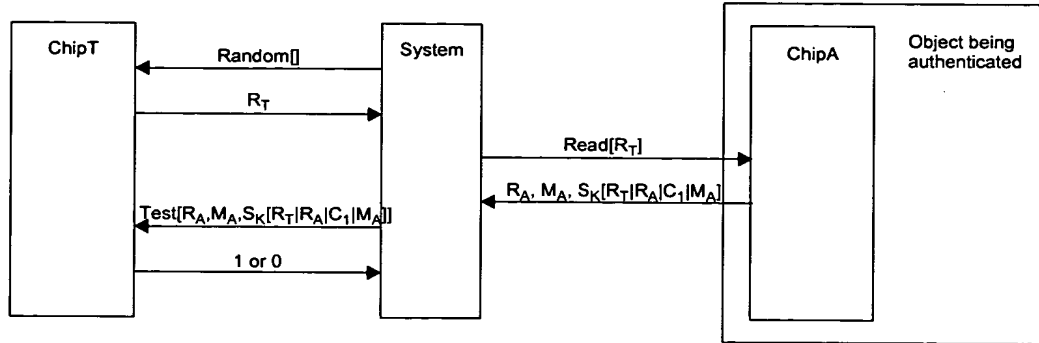 ChipT
System
ChipA
Object being
authenticated
Random[]
R_T
Read[R_T]
R_A, M_A, S_K[R_T|R_A|C_1|M_A]
Test[R_A,M_A,S_K[R_T|R_A|C_1|M_A]]
1 or 0